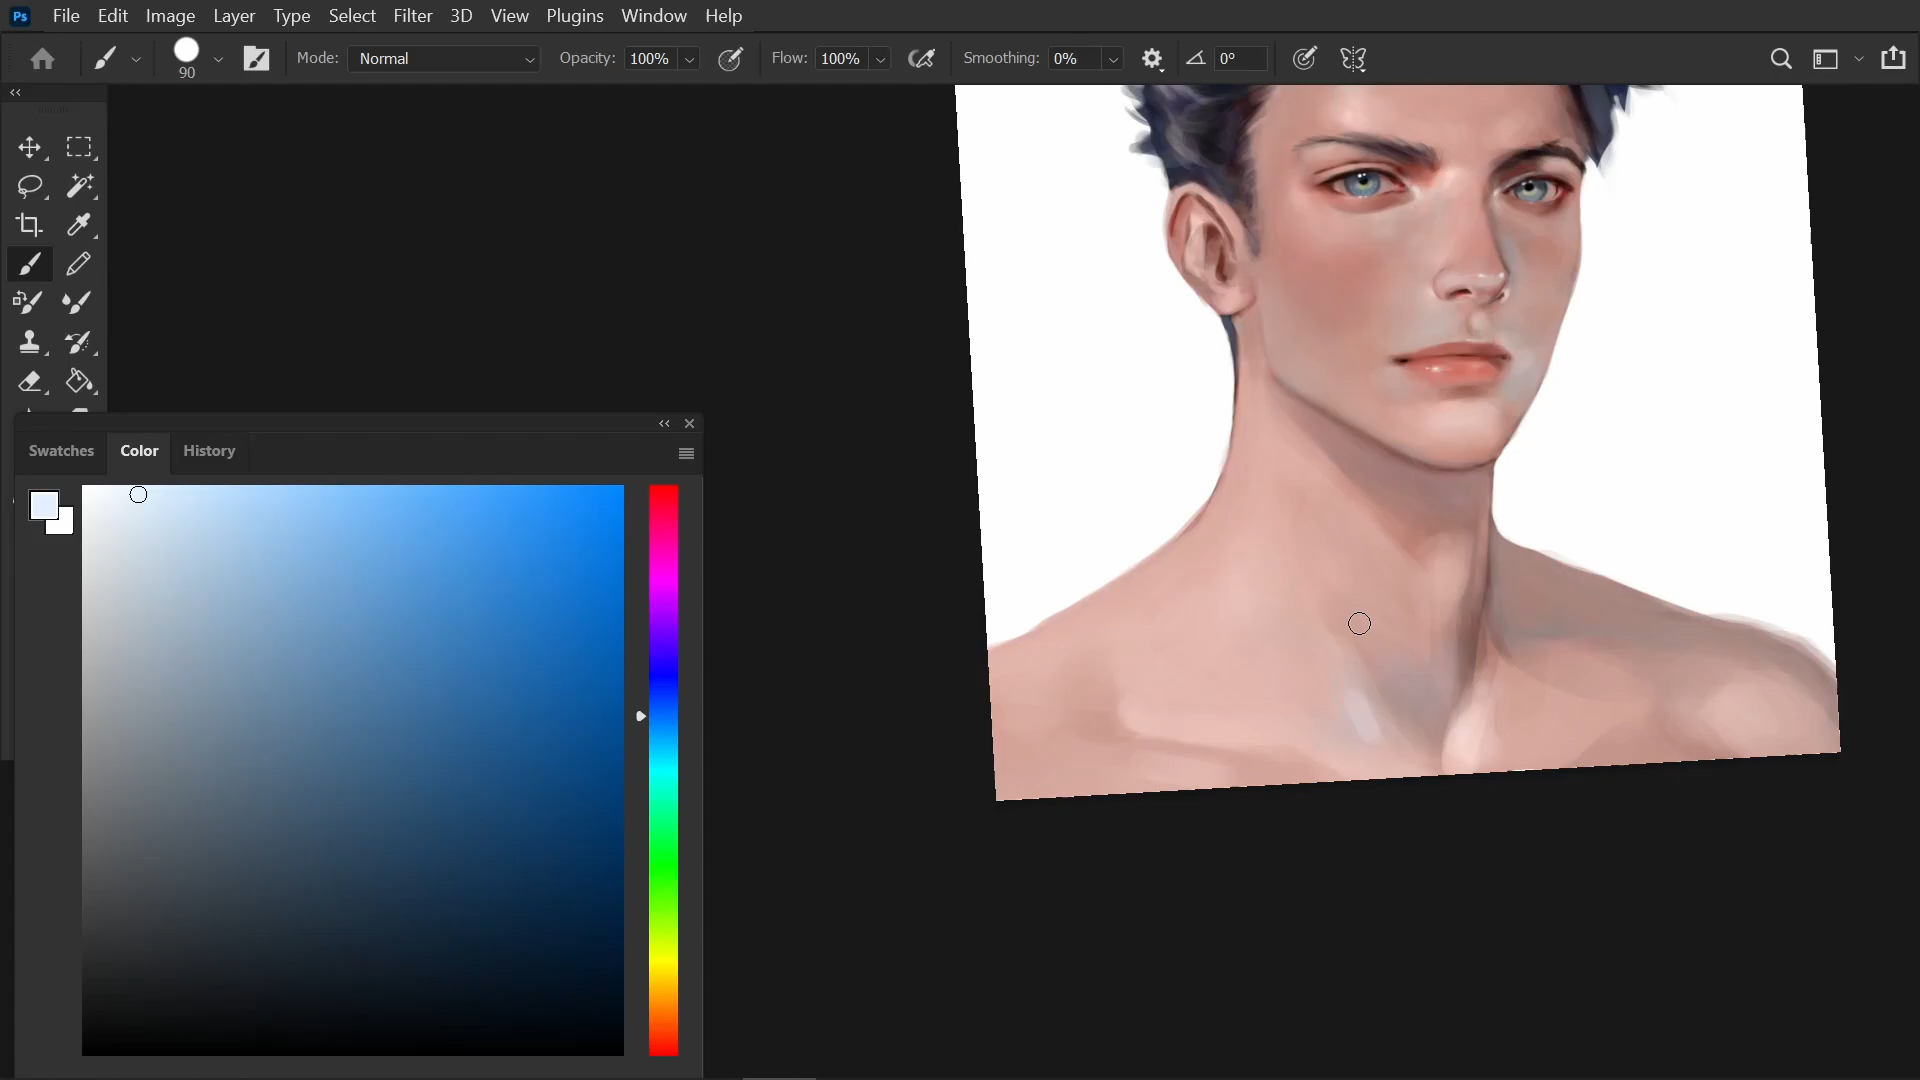 Ps File Edit Image Layer Type Select Filter 3D View Plugins Window Help
90 Mode: Normal Opacity: 100% Flow: 100% Smoothing: 0% 0°
Swatches Color History